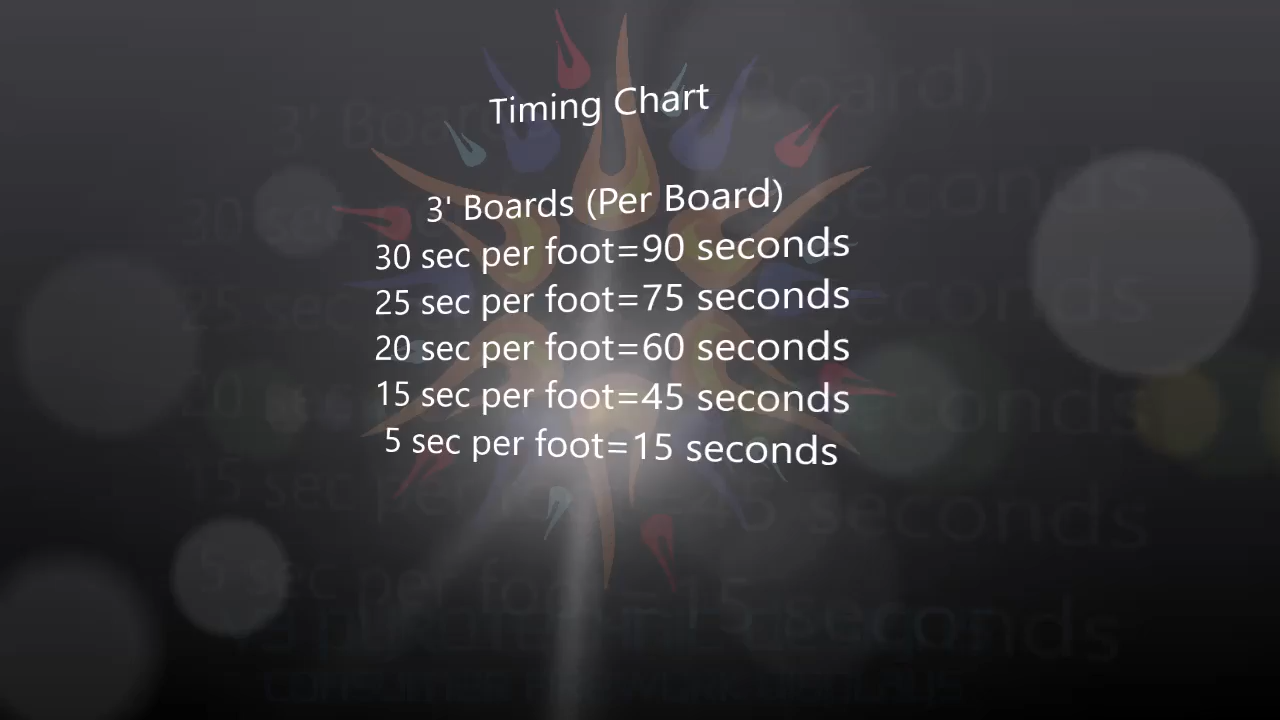 Timing Chart
3' Boards (Per Board)
30 sec per foot=90 seconds
25 sec per foot=75 seconds
20 sec per foot=60 seconds
15 sec per foot=45 seconds
5 sec per foot=15 seconds